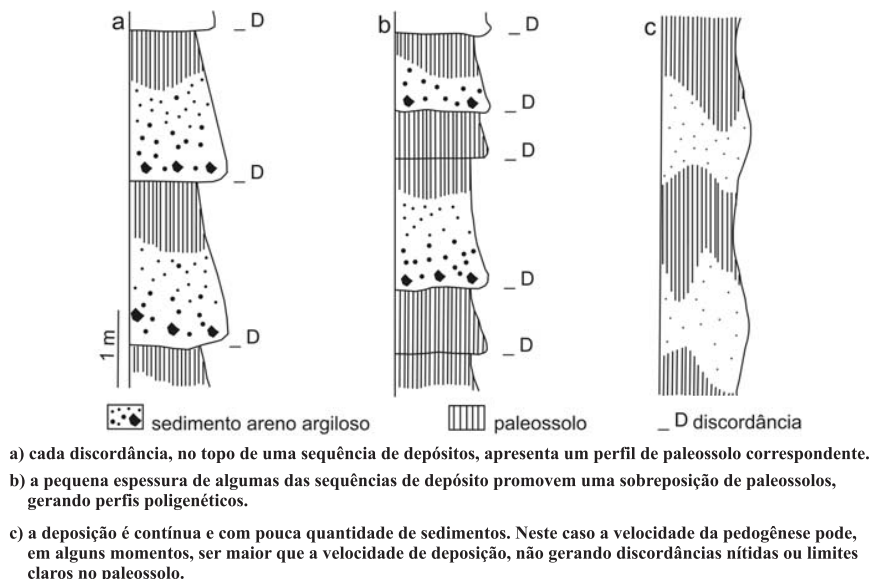 a
_ D
b
_ D
c
_ D
_ D
_ D
_ D
_ D
_ D
1 m
sedimento areno argiloso
paleossolo
_ D discordância
a) cada discordância, no topo de uma sequência de depósitos, apresenta um perfil de paleossolo correspondente.
b) a pequena espessura de algumas das sequências de depósito promovem uma sobreposição de paleossolos,
gerando perfis poligenéticos.
c) a deposição é contínua e com pouca quantidade de sedimentos. Neste caso a velocidade da pedogênese pode,
em alguns momentos, ser maior que a velocidade de deposição, não gerando discordâncias nítidas ou limites
claros no paleossolo.